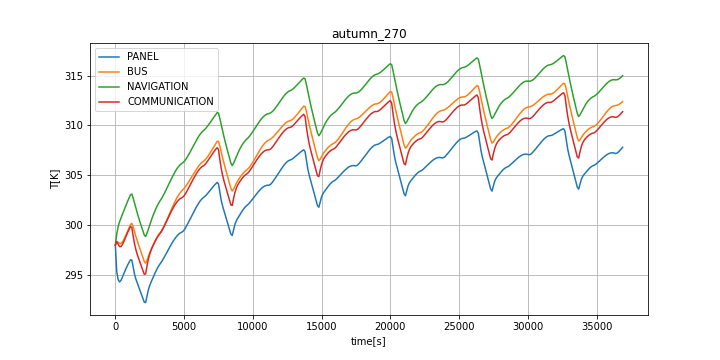 autumn_270
PANEL
BUS
NAVIGATION
COMMUNICATION
315
310
305
300
295
T[K]
0 5000 10000 15000 20000 25000 30000 35000
time[s]